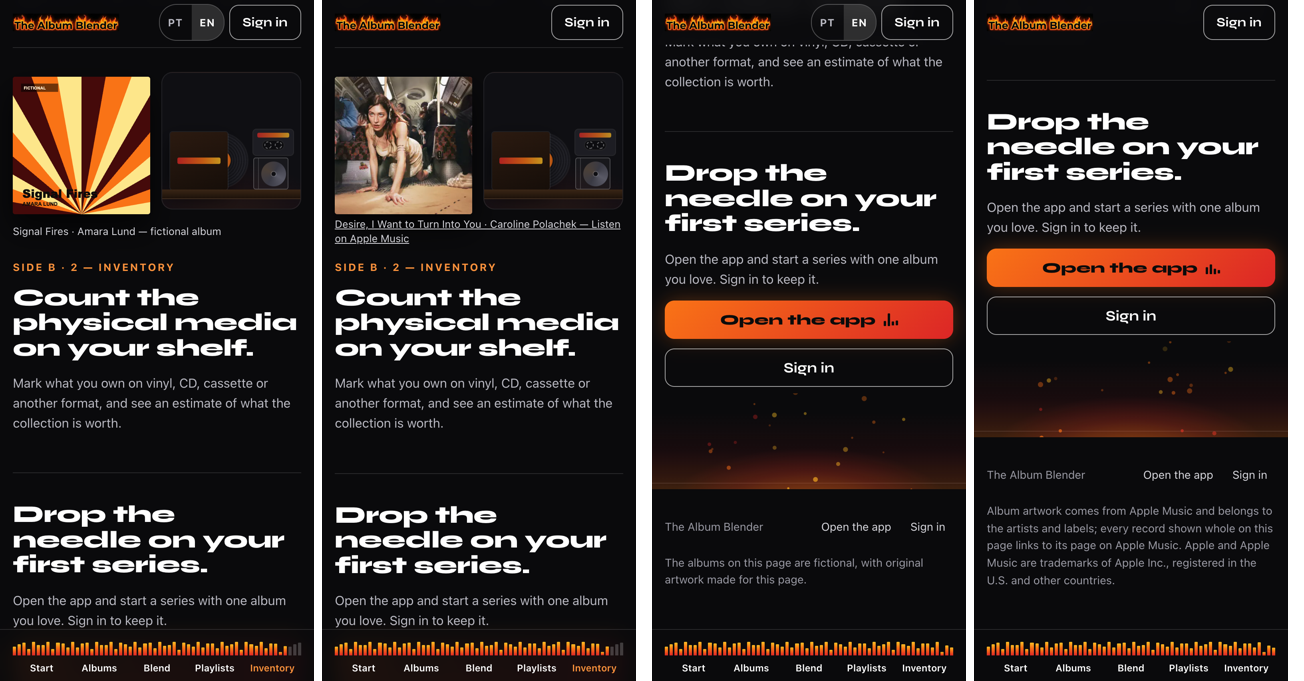 The Album Blender
PT EN
Sign in
FICTIONAL
Signal Fires
AMARA LUND
Signal Fires · Amara Lund — fictional album
SIDE B · 2 — INVENTORY
Count the
physical media
on your shelf.
Mark what you own on vinyl, CD, cassette or
another format, and see an estimate of what the
collection is worth.
Drop the
needle on your
first series.
Open the app and start a series with one album
you love. Sign in to keep it.
Start Albums Blend Playlists Inventory
The Album Blender
Sign in
Desire, I Want to Turn Into You · Caroline Polachek — Listen
on Apple Music
SIDE B · 2 — INVENTORY
Count the
physical media
on your shelf.
Mark what you own on vinyl, CD, cassette or
another format, and see an estimate of what the
collection is worth.
Drop the
needle on your
first series.
Open the app and start a series with one album
you love. Sign in to keep it.
Start Albums Blend Playlists Inventory
The Album Blender
PT EN
Sign in
Mark what you own on vinyl, CD, cassette or
another format, and see an estimate of what the
collection is worth.
Drop the
needle on your
first series.
Open the app and start a series with one album
you love. Sign in to keep it.
Open the app
Sign in
The Album Blender Open the app Sign in
The albums on this page are fictional, with original
artwork made for this page.
Start Albums Blend Playlists Inventory
The Album Blender
Sign in
Drop the
needle on your
first series.
Open the app and start a series with one album
you love. Sign in to keep it.
Open the app
Sign in
The Album Blender Open the app Sign in
Album artwork comes from Apple Music and belongs to
the artists and labels; every record shown whole on this
page links to its page on Apple Music. Apple and Apple
Music are trademarks of Apple Inc., registered in the
U.S. and other countries.
Start Albums Blend Playlists Inventory